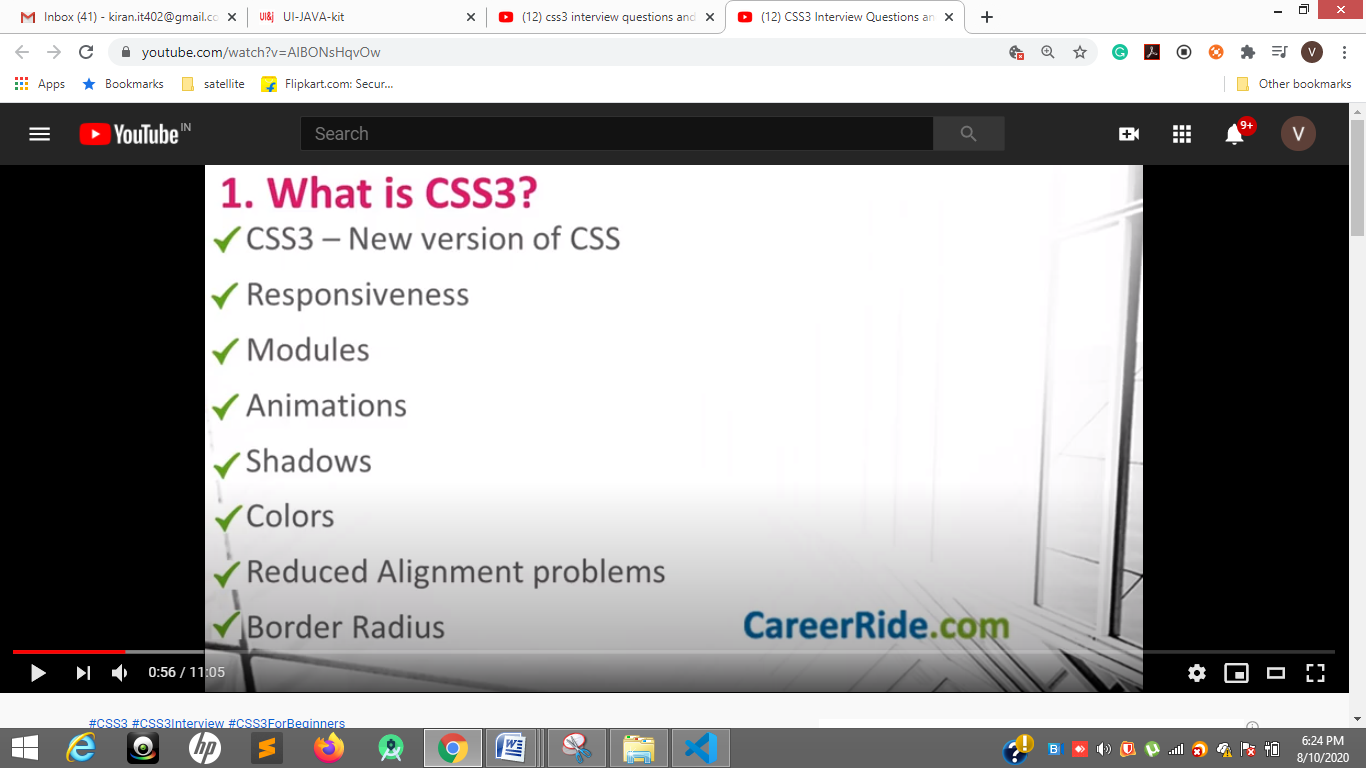 Inbox (41) - kiran.it402@gmail.co
UI-JAVA-kit
(12) css3 interview questions and
(12) CSS3 Interview Questions an
youtube.com/watch?v=AIBONsHqvOw
Apps
Bookmarks
satellite
Flipkart.com: Secur...
Other bookmarks
YouTube IN
Search
9+
V
1. What is CSS3?
CSS3 – New version of CSS
Responsiveness
Modules
Animations
Shadows
Colors
Reduced Alignment problems
Border Radius
CareerRide.com
0:56 / 11:05
#CSS3 #CSS3Interview #CSS3ForBeginners
6:24 PM
8/10/2020